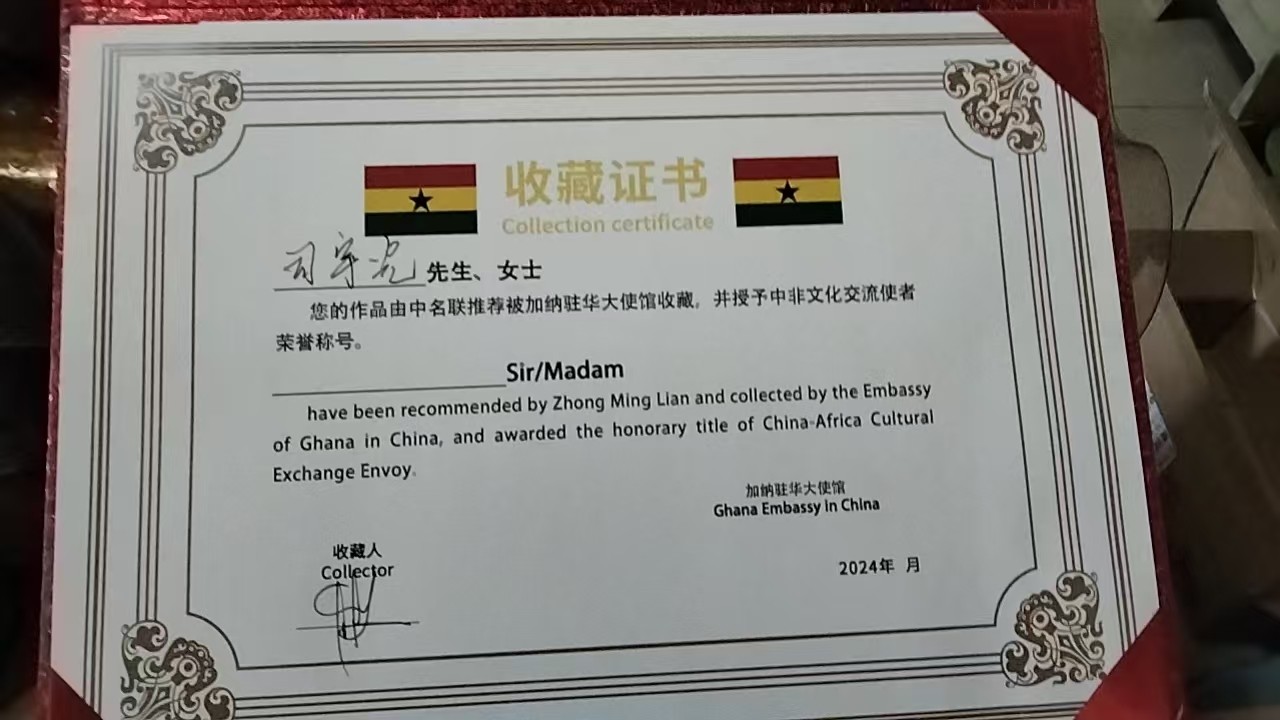 收藏证书
Collection certificate
司宇亮 先生、女士
您的作品由中名联推荐被加纳驻华大使馆收藏，并授予中非文化交流使者
荣誉称号。
Sir/Madam
have been recommended by Zhong Ming Lian and collected by the Embassy
of Ghana in China, and awarded the honorary title of China-Africa Cultural
Exchange Envoy.
加纳驻华大使馆
Ghana Embassy in China
收藏人
Collector
2024年 月